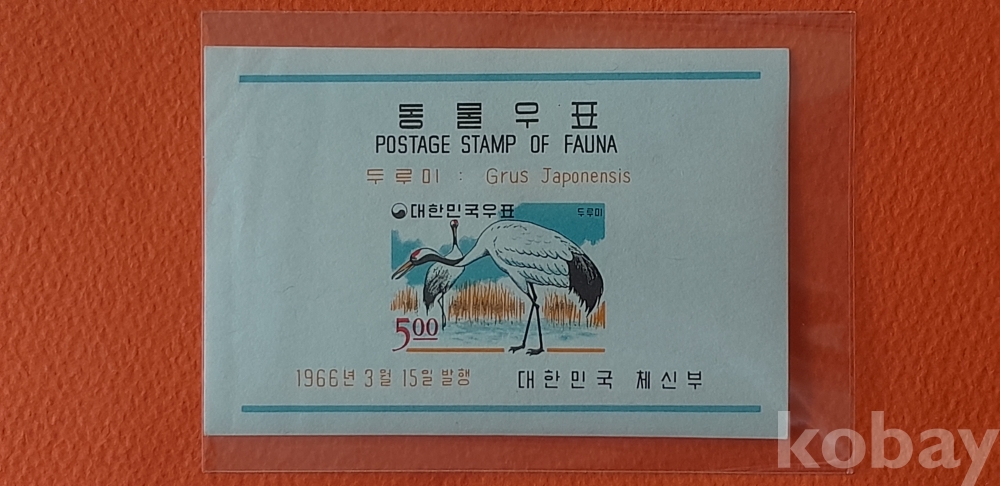 동물우표
POSTAGE STAMP OF FAUNA
두루미 : Grus Japonensis
대한민국우표 두루미
5.00
1966년 3월 15일 발행 대한민국 체신부
kobay